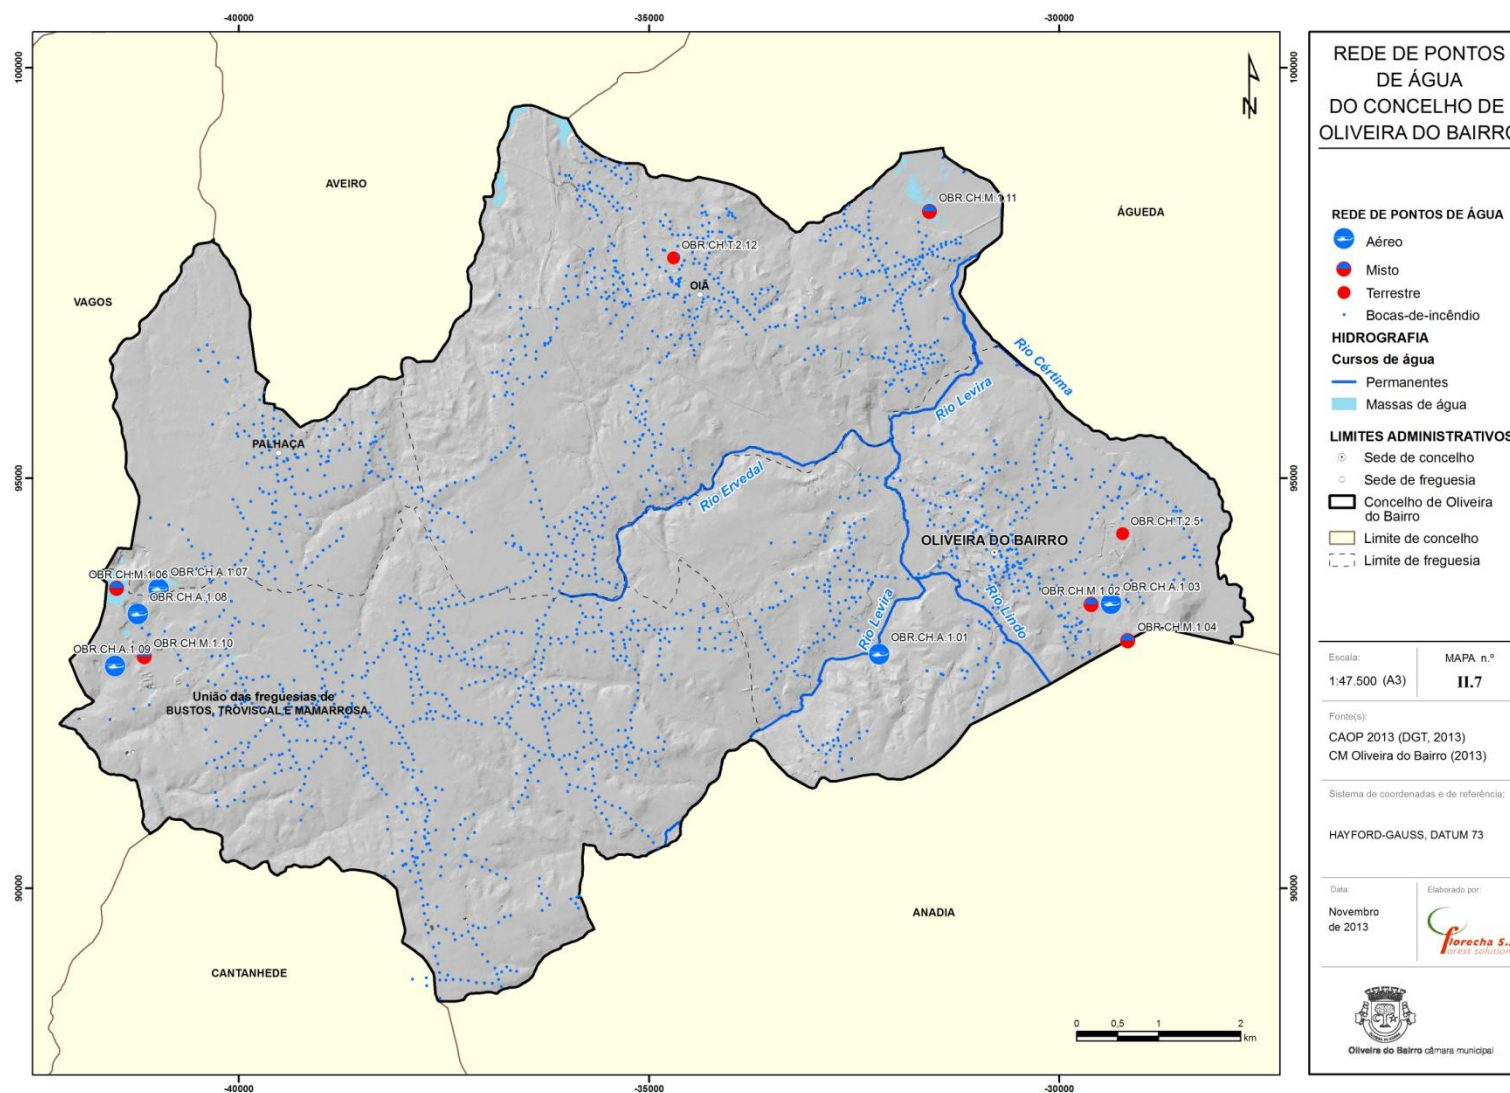 -40000
-35000
-30000
100000
100000
N
AVEIRO
ÁGUEDA
VAGOS
OBR.CH.M.1.11
OBR.CH.T.2.12
OIÃ
Rio Cértima
Rio Levira
PALHAÇA
Rio Ervedal
95000
95000
OBR.CH.T.2.5
OLIVEIRA DO BAIRRO
OBR.CH.M.1.06
OBR.CH.A.1.07
OBR.CH.A.1.08
OBR.CH.M.1.02
OBR.CH.A.1.03
Rio Lindo
Rio Levira
OBR.CH.M.1.04
OBR.CH.A.1.01
OBR.CH.A.1.09
OBR.CH.M.1.10
União das freguesias de
BUSTOS, TROVISCAL E MAMARROSA
90000
90000
ANADIA
CANTANHEDE
0 0,5 1 2
km
-40000
-35000
-30000
REDE DE PONTOS
DE ÁGUA
DO CONCELHO DE
OLIVEIRA DO BAIRRO
REDE DE PONTOS DE ÁGUA
Aéreo
Misto
Terrestre
Bocas-de-incêndio
HIDROGRAFIA
Cursos de água
Permanentes
Massas de água
LIMITES ADMINISTRATIVOS
Sede de concelho
Sede de freguesia
Concelho de Oliveira
do Bairro
Limite de concelho
Limite de freguesia
Escala:
1:47.500 (A3)
MAPA n.º
II.7
Fonte(s):
CAOP 2013 (DGT, 2013)
CM Oliveira do Bairro (2013)
Sistema de coordenadas e de referência:
HAYFORD-GAUSS, DATUM 73
Data:
Novembro
de 2013
Elaborado por:
florecha S.
forest solution
Oliveira do Bairro câmara municipal